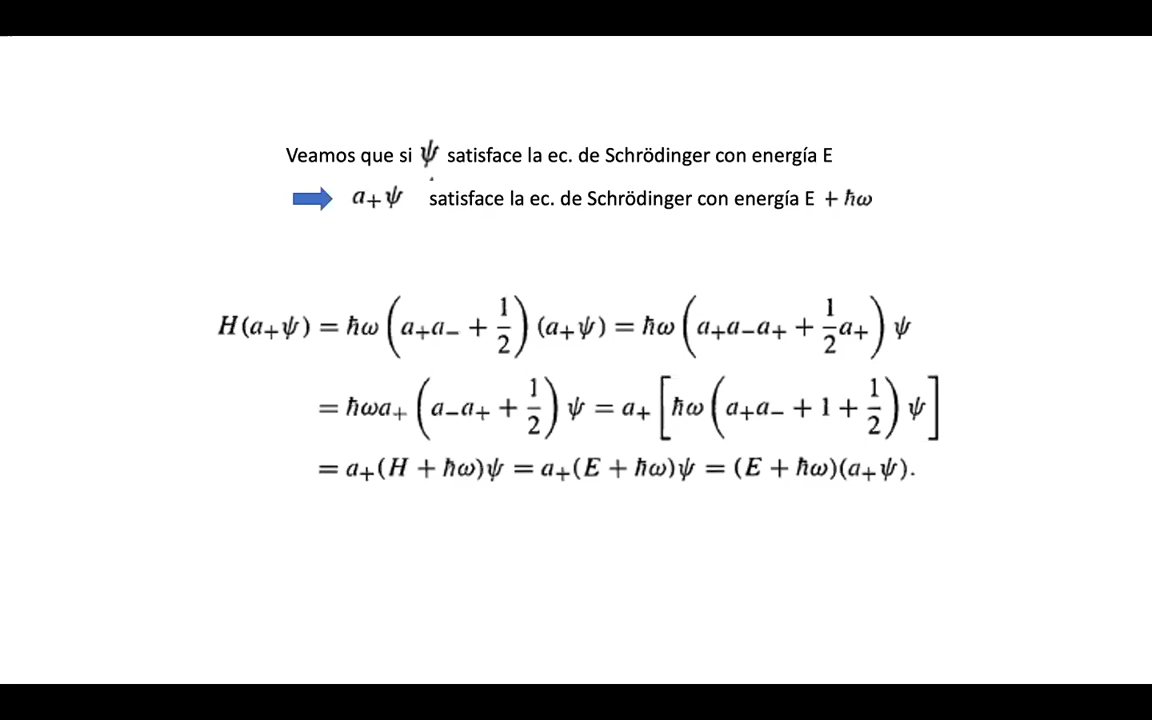 Veamos que si ψ satisface la ec. de Schrödinger con energía E
a₊ψ satisface la ec. de Schrödinger con energía E + ħω
H(a₊ψ) = ħω(a₊a₋ + 1/2)(a₊ψ) = ħω(a₊a₋a₊ + 1/2 a₊)ψ
= ħωa₊(a₋a₊ + 1/2)ψ = a₊[ħω(a₊a₋ + 1 + 1/2)ψ]
= a₊(H + ħω)ψ = a₊(E + ħω)ψ = (E + ħω)(a₊ψ).